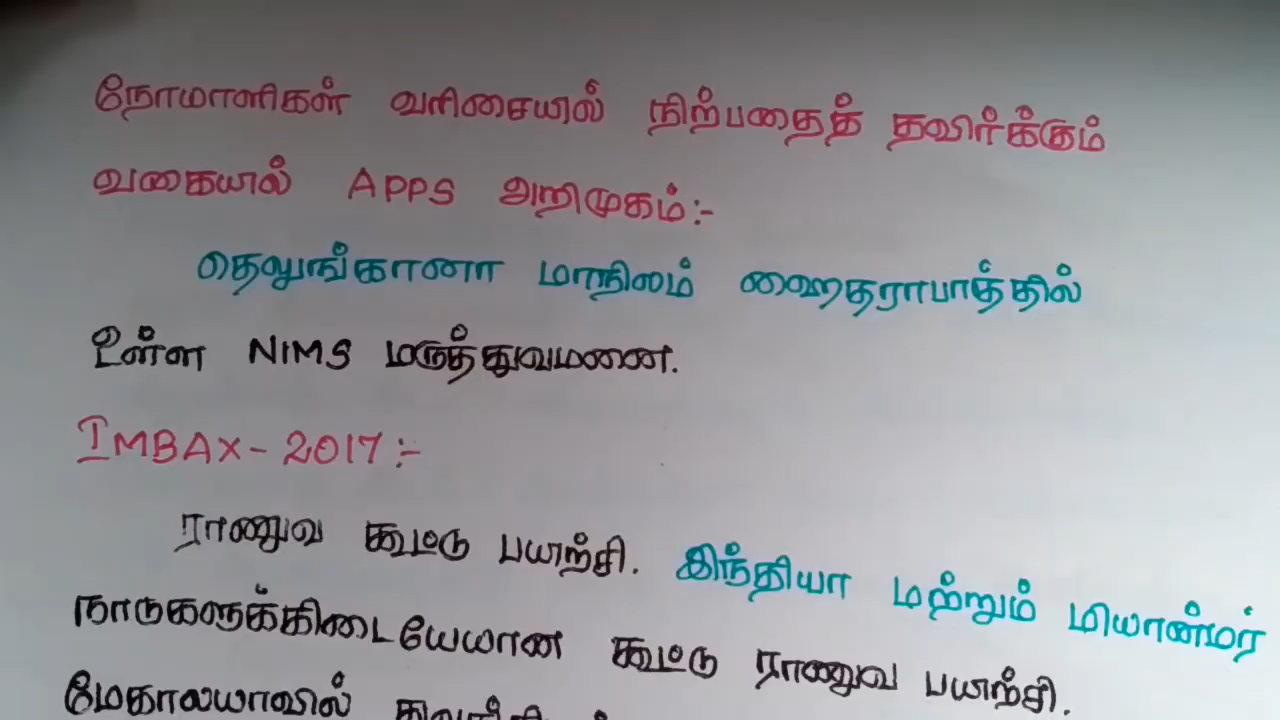 நோமாளிகள் வரிசையில் நிற்பதைத் தவிர்க்கும்
வகையில் APPS அறிமுகம்:-
தெலுங்கானா மாநிலம் ஹைதராபாத்தில்
உள்ள NIMS மருத்துவமனை.
IMBAX-2017:-
ராணுவ கூட்டு பயிற்சி. இந்தியா மற்றும் மியான்மர்
நாடுகளுக்கிடையேயான கூட்டு ராணுவ பயிற்சி.
மேகாலயாவில்